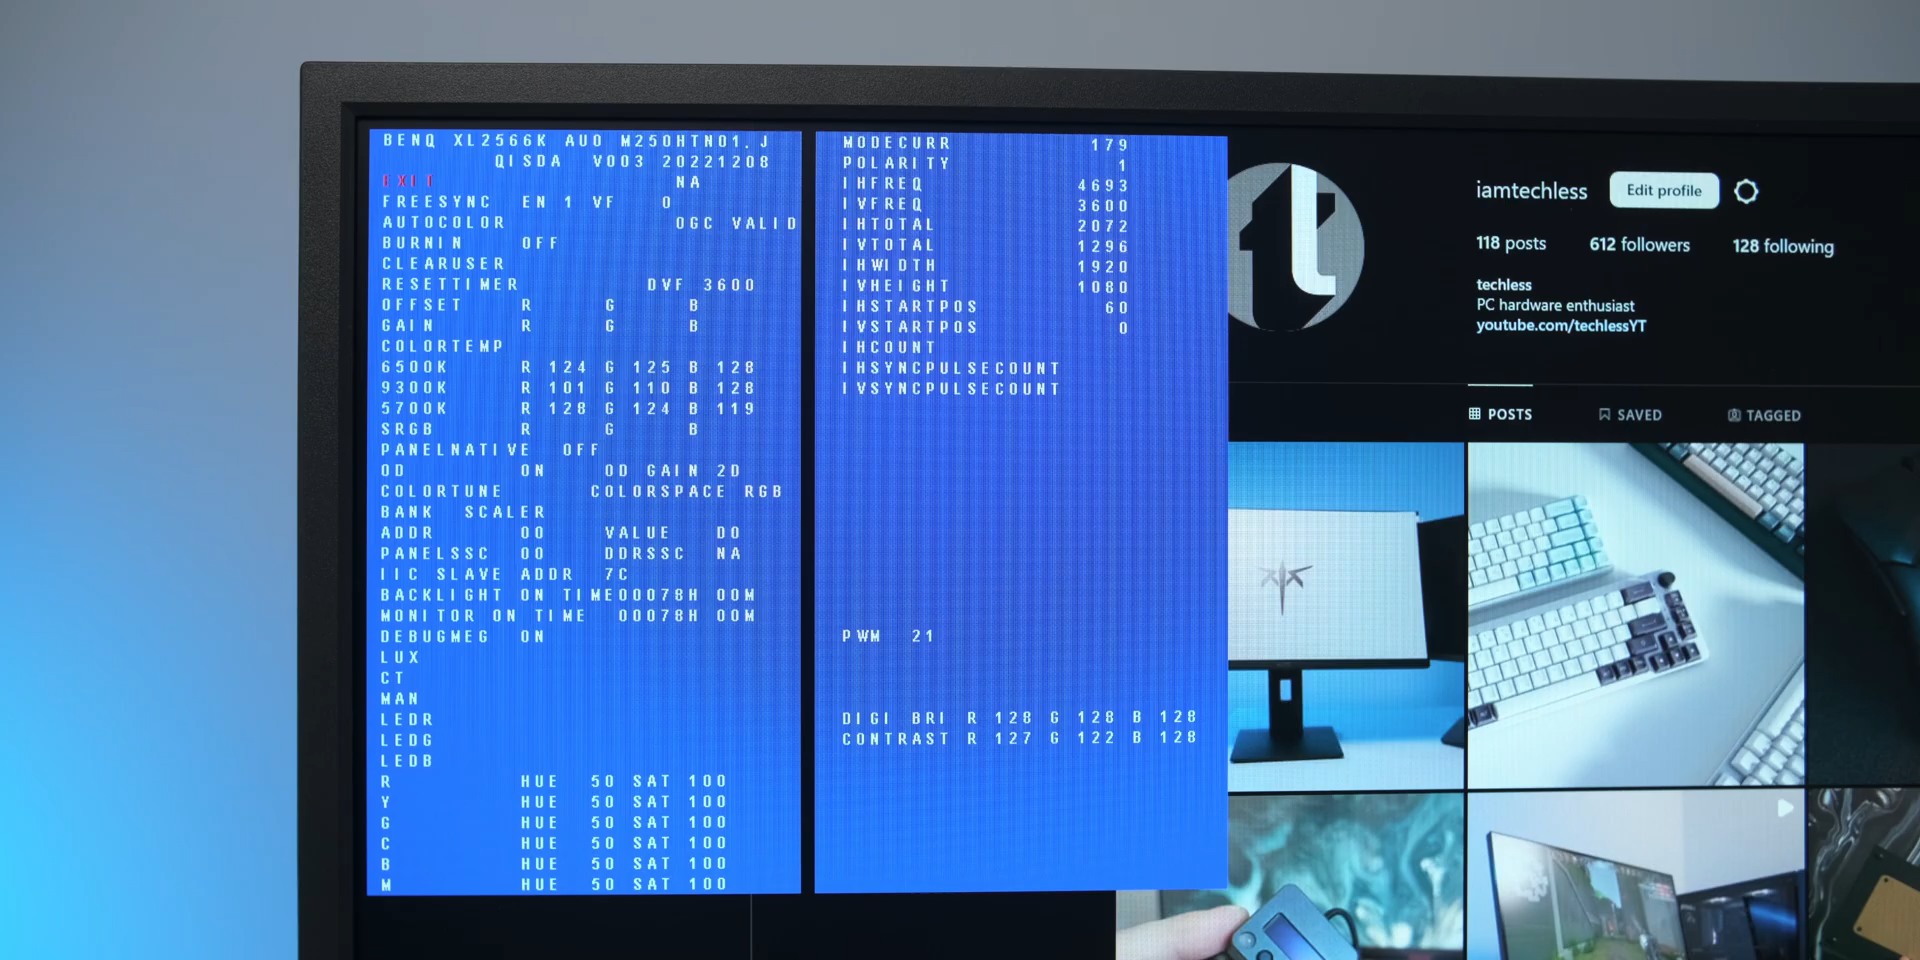 BENQ XL2566K AUO M250HTN01.J
QISDA V003 20221208
EXIT NA
FREESYNC EN 1 VF 0
AUTOCOLOR OGC VALID
BURNIN OFF
CLEARUSER
RESETTIMER DVF 3600
OFFSET R G B
GAIN R G B
COLORTEMP
6500K R 124 G 125 B 128
9300K R 101 G 110 B 128
5700K R 128 G 124 B 119
SRGB R G B
PANELNATIVE OFF
OD ON OD GAIN 2D
COLORTUNE COLORSPACE RGB
BANK SCALER
ADDR 00 VALUE D0
PANELSSC 00 DDRSSC NA
IIC SLAVE ADDR 7C
BACKLIGHT ON TIME00078H 00M
MONITOR ON TIME 00078H 00M
DEBUGMEG ON
LUX
CT
MAN
LEDR
LEDG
LEDB
R HUE 50 SAT 100
Y HUE 50 SAT 100
G HUE 50 SAT 100
C HUE 50 SAT 100
B HUE 50 SAT 100
M HUE 50 SAT 100
MODECURR 179
POLARITY 1
IHFREQ 4693
IVFREQ 3600
IHTOTAL 2072
IVTOTAL 1296
IHWIDTH 1920
IVHEIGHT 1080
IHSTARTPOS 60
IVSTARTPOS 0
IHCOUNT
IHSYNCPULSECOUNT
IVSYNCPULSECOUNT
PWM 21
DIGI BRI R 128 G 128 B 128
CONTRAST R 127 G 122 B 128
iamtechless Edit profile
118 posts 612 followers 128 following
techless
PC hardware enthusiast
youtube.com/techlessYT
POSTS SAVED TAGGED